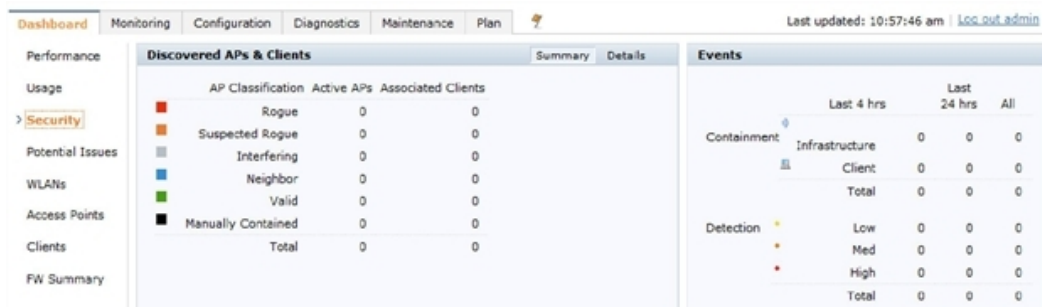 Dashboard Monitoring Configuration Diagnostics Maintenance Plan Last updated: 10:57:46 am Log out admin
Performance
Usage
Security
Potential Issues
WLANs
Access Points
Clients
FW Summary
Discovered APs & Clients Summary Details
AP Classification Active APs Associated Clients
Rogue 0 0
Suspected Rogue 0 0
Interfering 0 0
Neighbor 0 0
Valid 0 0
Manually Contained 0 0
Total 0 0
Events
Last 4 hrs Last 24 hrs All
Containment
Infrastructure 0 0 0
Client 0 0 0
Total 0 0 0
Detection Low 0 0 0
Med 0 0 0
High 0 0 0
Total 0 0 0